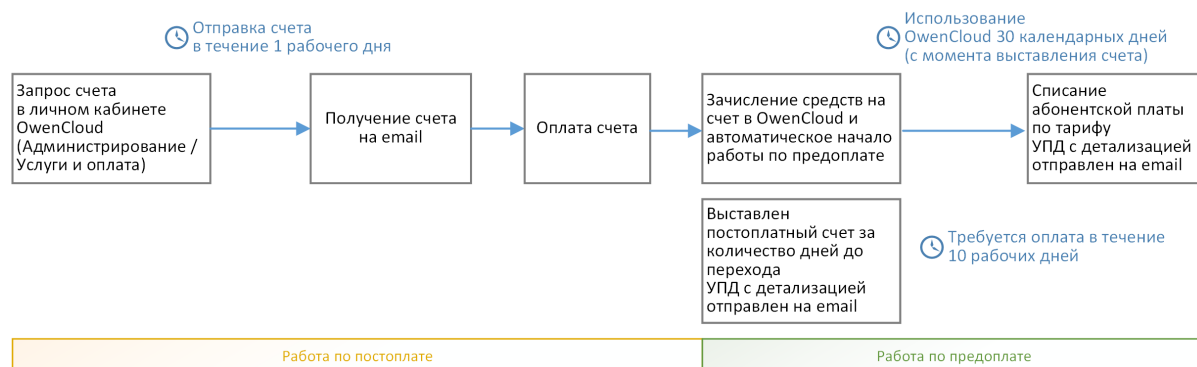 Отправка счета
в течение 1 рабочего дня
Использование
OwenCloud 30 календарных дней
(с момента выставления счета)
Запрос счета
в личном кабинете
OwenCloud
(Администрирование /
Услуги и оплата)
Получение счета
на email
Оплата счета
Зачисление средств на
счет в OwenCloud и
автоматическое начало
работы по предоплате
Списание
абонентской платы
по тарифу
УПД с детализацией
отправлен на email
Выставлен
постоплатный счет за
количество дней до
перехода
УПД с детализацией
отправлен на email
Требуется оплата в течение
10 рабочих дней
Работа по постоплате
Работа по предоплате